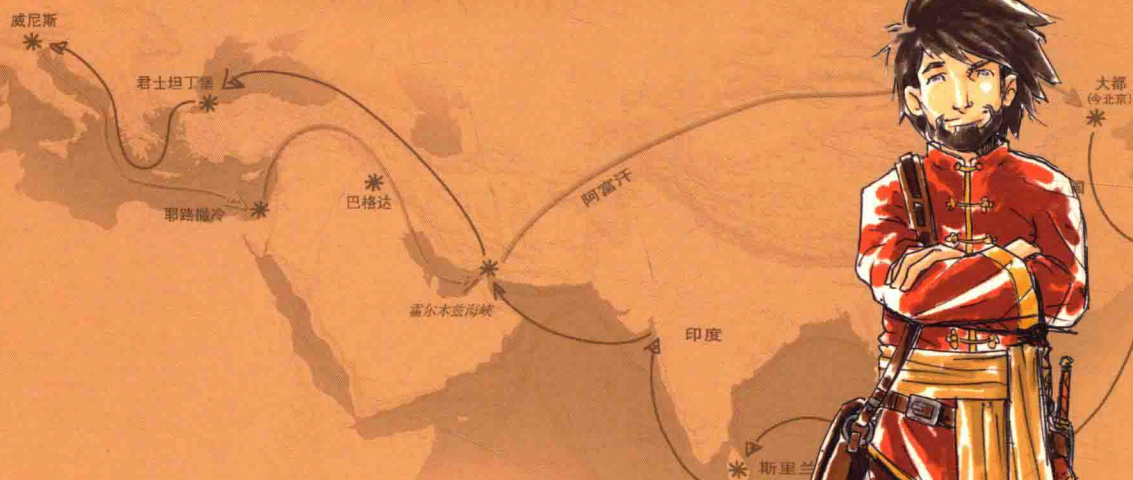 威尼斯
君士坦丁堡
大都
(今北京)
阿富汗
巴格达
耶路撒冷
国
霍尔木兹海峡
印度
斯里兰